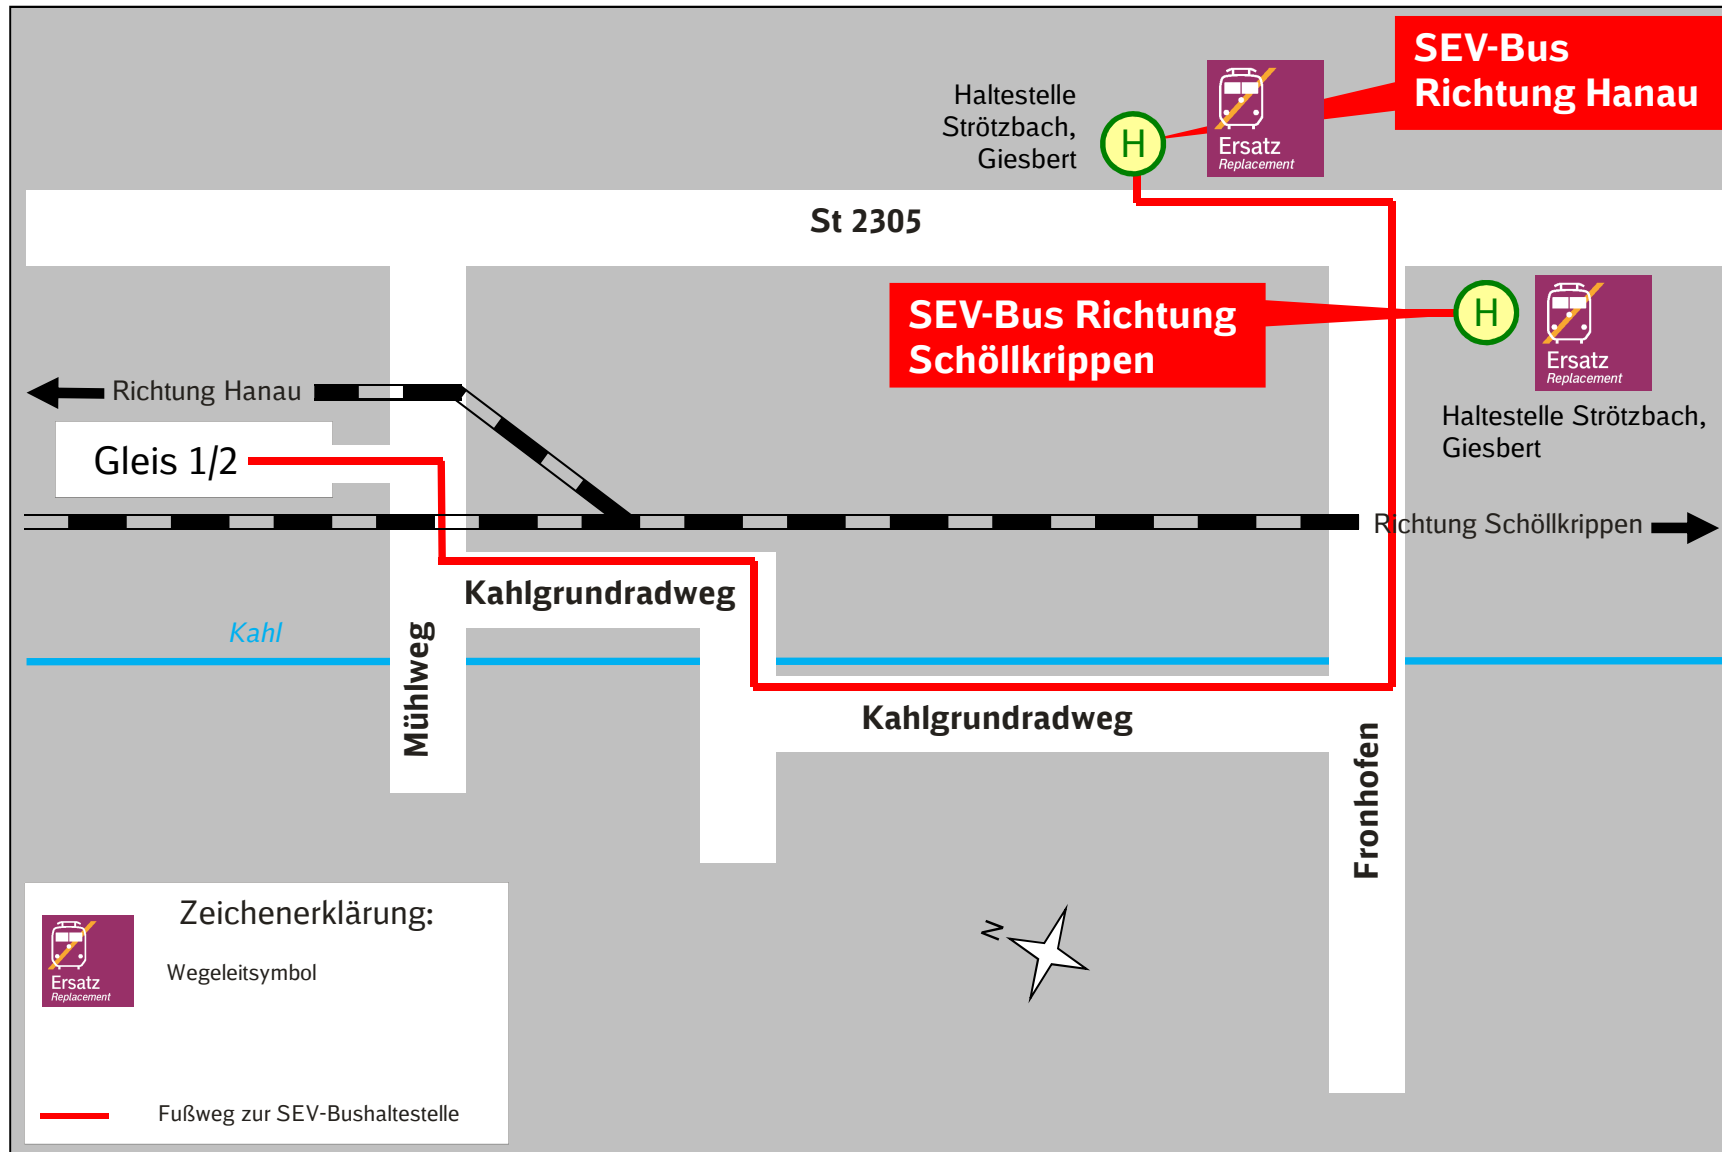 SEV-Bus
Richtung Hanau
Haltestelle
Strötzbach,
Giesbert
H
Ersatz
Replacement
St 2305
SEV-Bus Richtung
Schöllkrippen
H
Ersatz
Replacement
Haltestelle Strötzbach,
Giesbert
Richtung Hanau
Gleis 1/2
Richtung Schöllkrippen
Kahlgrundradweg
Kahl
Mühlweg
Kahlgrundradweg
Fronhofen
N
Zeichenerklärung:
Ersatz
Replacement
Wegeleitsymbol
Fußweg zur SEV-Bushaltestelle